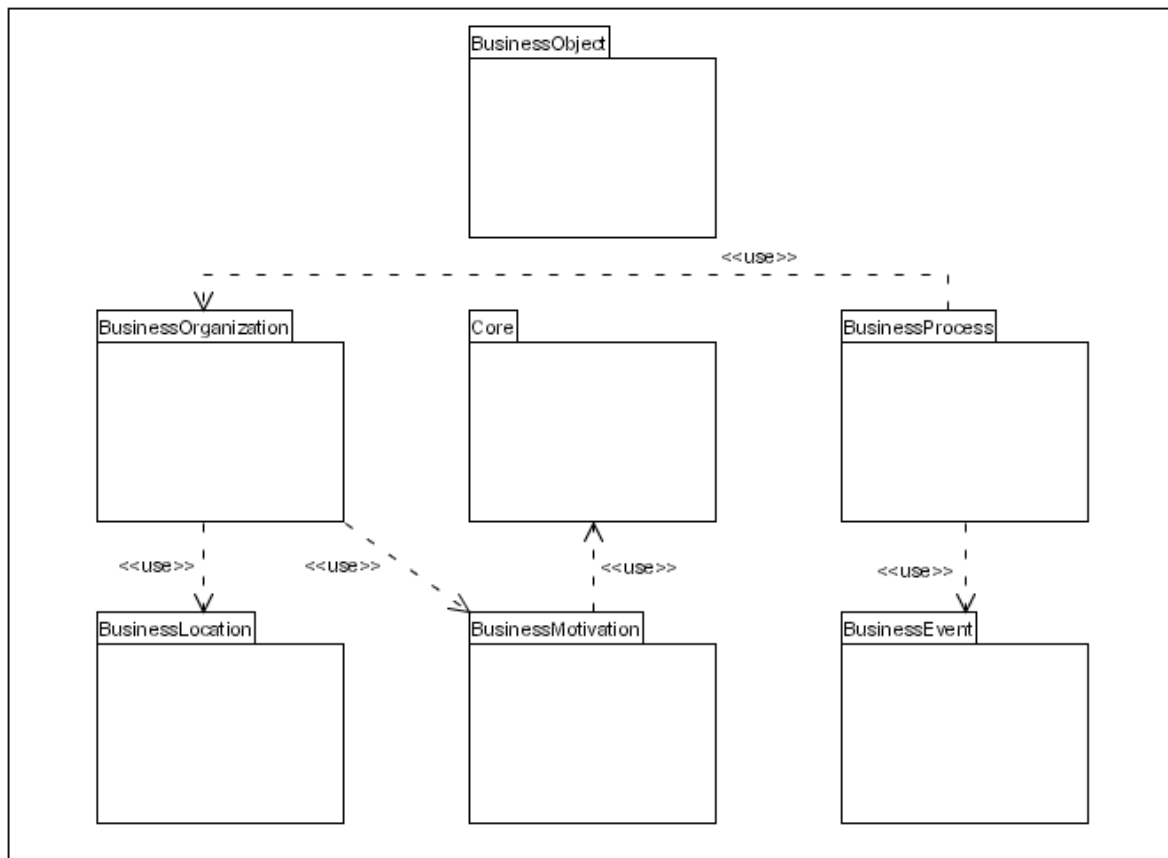 BusinessObject
<<use>>
BusinessOrganization
Core
BusinessProcess
<<use>>
<<use>>
<<use>>
<<use>>
BusinessLocation
BusinessMotivation
BusinessEvent